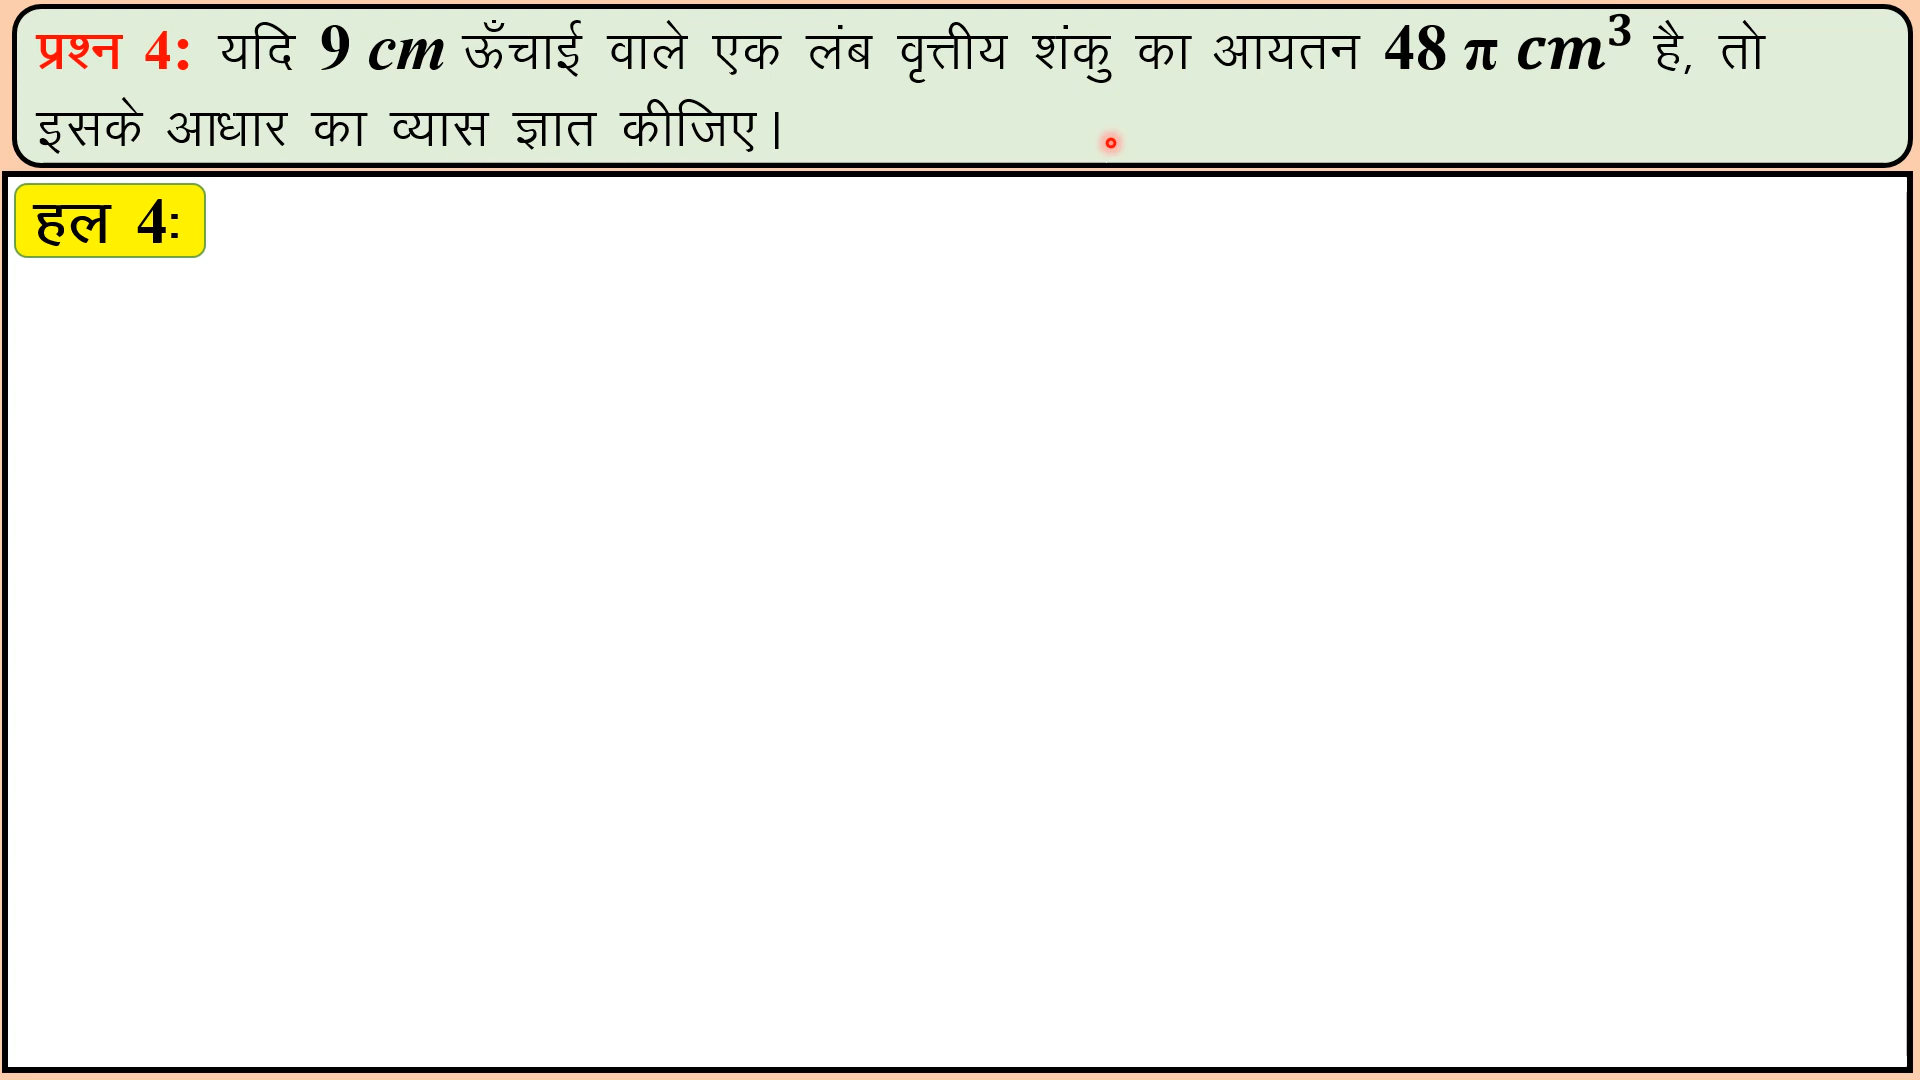 प्रश्न 4: यदि 9 cm ऊँचाई वाले एक लंब वृत्तीय शंकु का आयतन 48 π cm³ है, तो
इसके आधार का व्यास ज्ञात कीजिए।
हल 4: